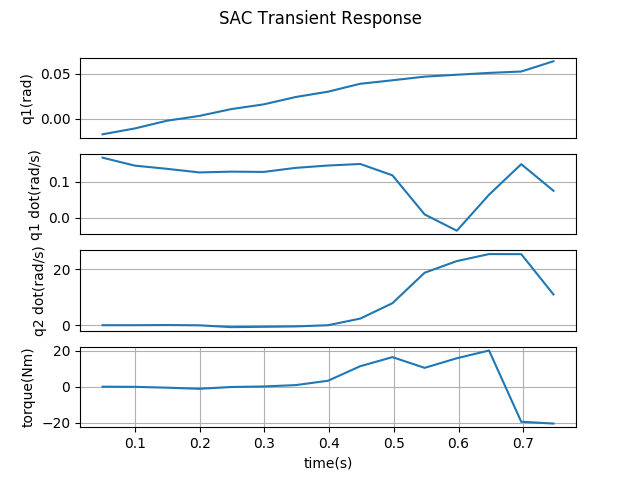 SAC Transient Response
q1(rad)
0.05
0.00
q1 dot(rad/s)
0.1
0.0
q2 dot(rad/s)
20
0
torque(Nm)
20
0
−20
0.1 0.2 0.3 0.4 0.5 0.6 0.7
time(s)